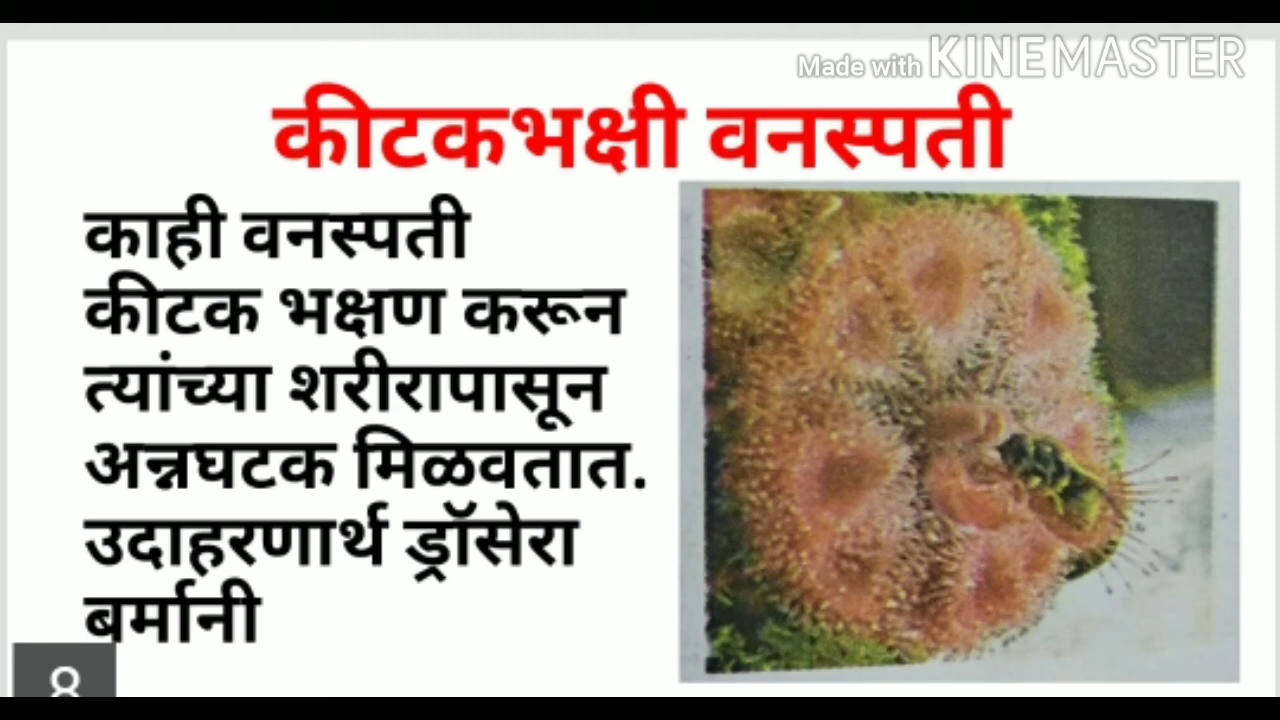 Made with KINEMASTER
कीटकभक्षी वनस्पती
काही वनस्पती
कीटक भक्षण करून
त्यांच्या शरीरापासून
अन्नघटक मिळवतात.
उदाहरणार्थ ड्रॉसेरा
बर्मानी
8